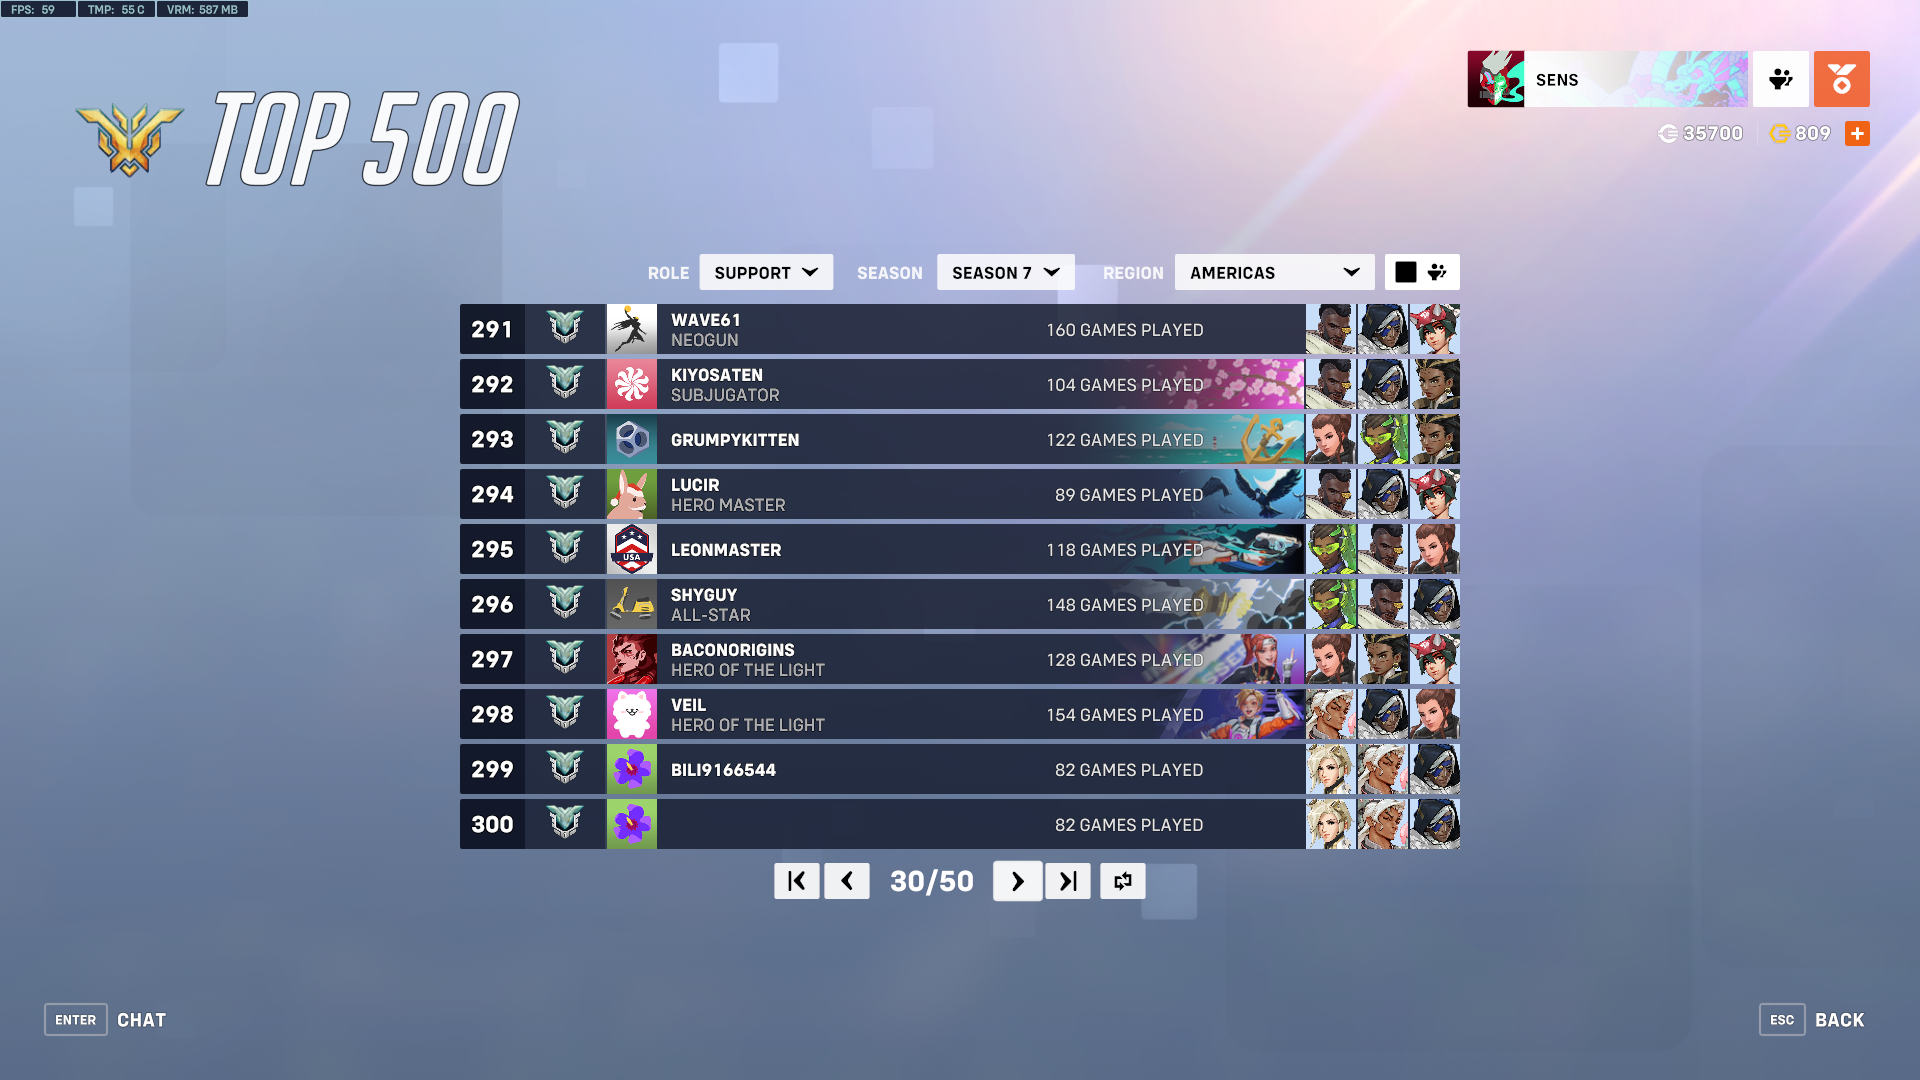 FPS: 59 TMP: 55 C VRM: 587 MB
TOP 500
SENS
35700 809
ROLE SUPPORT SEASON SEASON 7 REGION AMERICAS
291 WAVE61 160 GAMES PLAYED
NEOGUN
292 KIYOSATEN 104 GAMES PLAYED
SUBJUGATOR
293 GRUMPYKITTEN 122 GAMES PLAYED
294 LUCIR 89 GAMES PLAYED
HERO MASTER
295 USA LEONMASTER 118 GAMES PLAYED
296 SHYGUY 148 GAMES PLAYED
ALL-STAR
297 BACONORIGINS 128 GAMES PLAYED
HERO OF THE LIGHT
298 VEIL 154 GAMES PLAYED
HERO OF THE LIGHT
299 BILI9166544 82 GAMES PLAYED
300 82 GAMES PLAYED
30/50
ENTER CHAT
ESC BACK